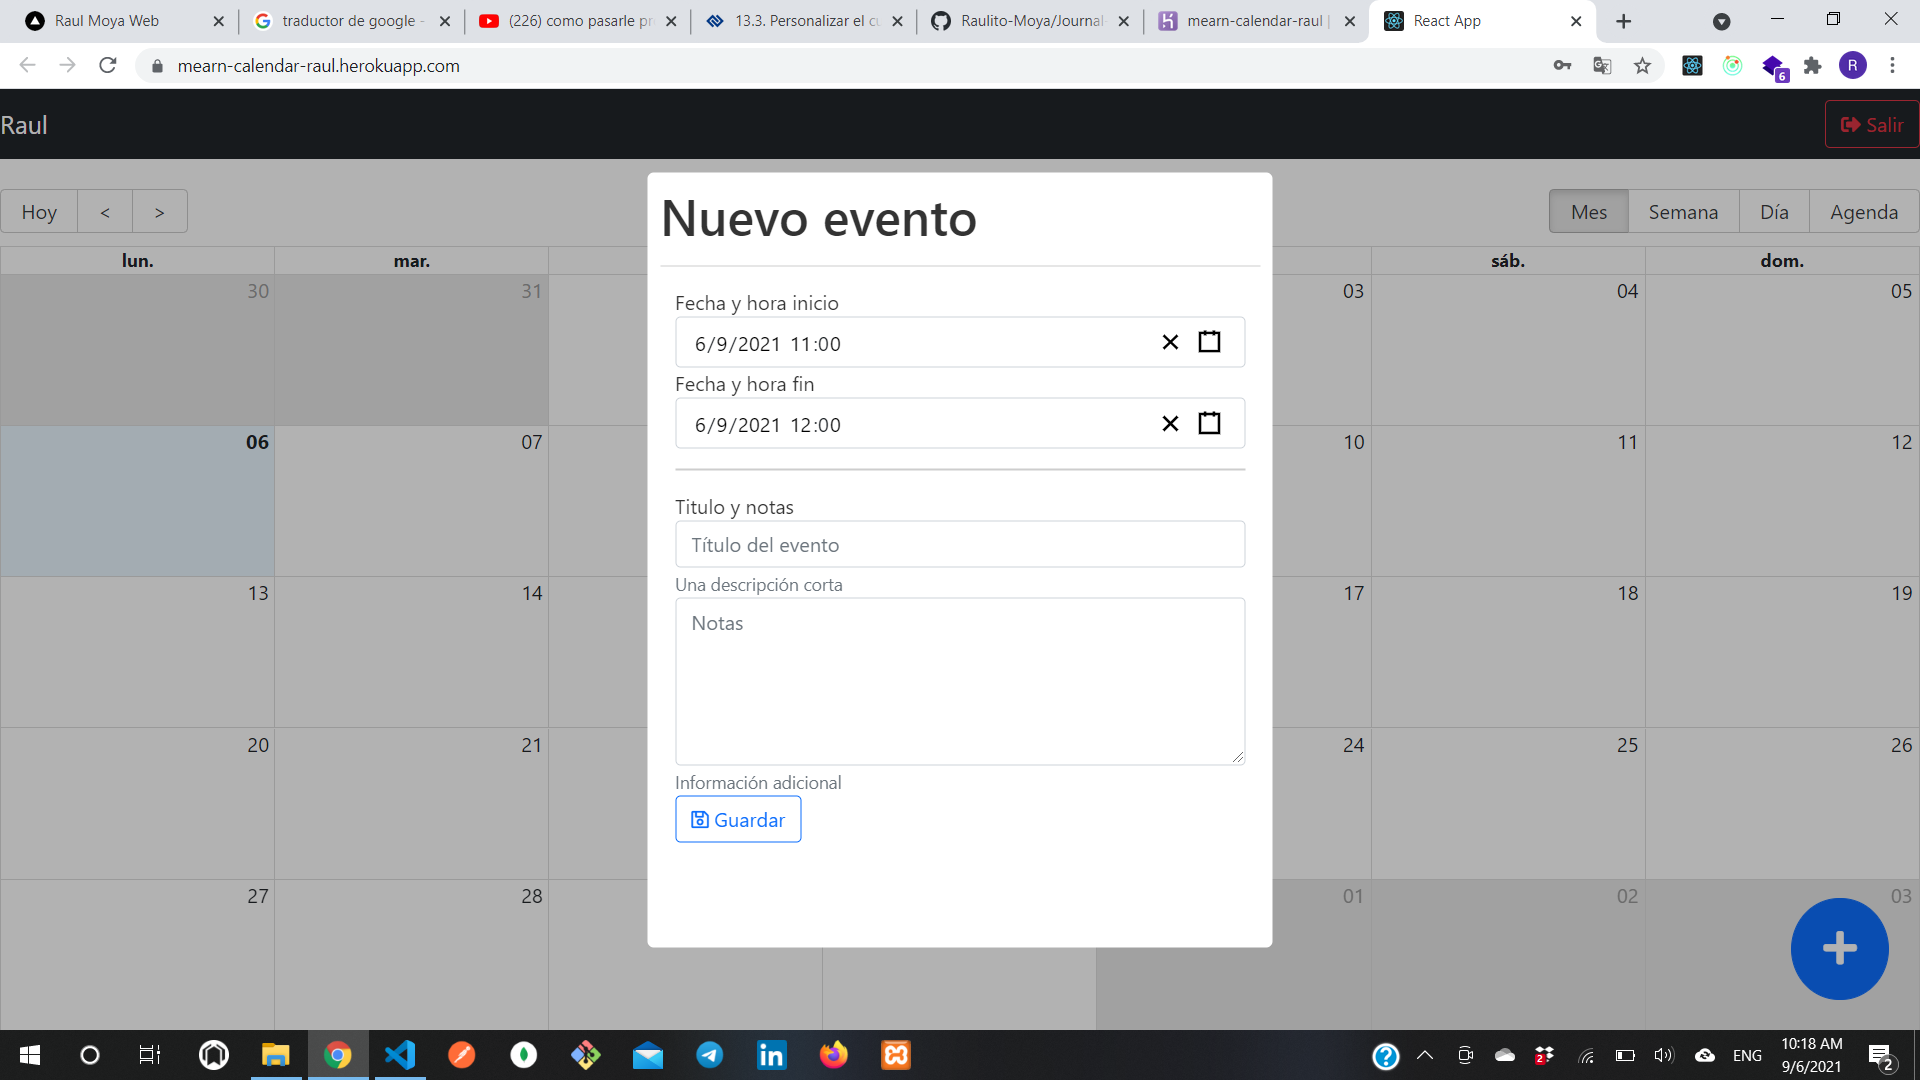 Raul Moya Web
traductor de google -
(226) como pasarle pr
13.3. Personalizar el cu
Raulito-Moya/Journal-
mearn-calendar-raul |
React App
mearn-calendar-raul.herokuapp.com
R
6
Raul
Salir
Hoy < >
Mes Semana Día Agenda
lun. mar. sáb. dom.
30 31 03 04 05
06 07 10 11 12
13 14 17 18 19
20 21 24 25 26
27 28 01 02 03
Nuevo evento
Fecha y hora inicio
6/9/2021 11:00
Fecha y hora fin
6/9/2021 12:00
Titulo y notas
Título del evento
Una descripción corta
Notas
Información adicional
Guardar
+
in
?
2
ENG
10:18 AM
9/6/2021
2